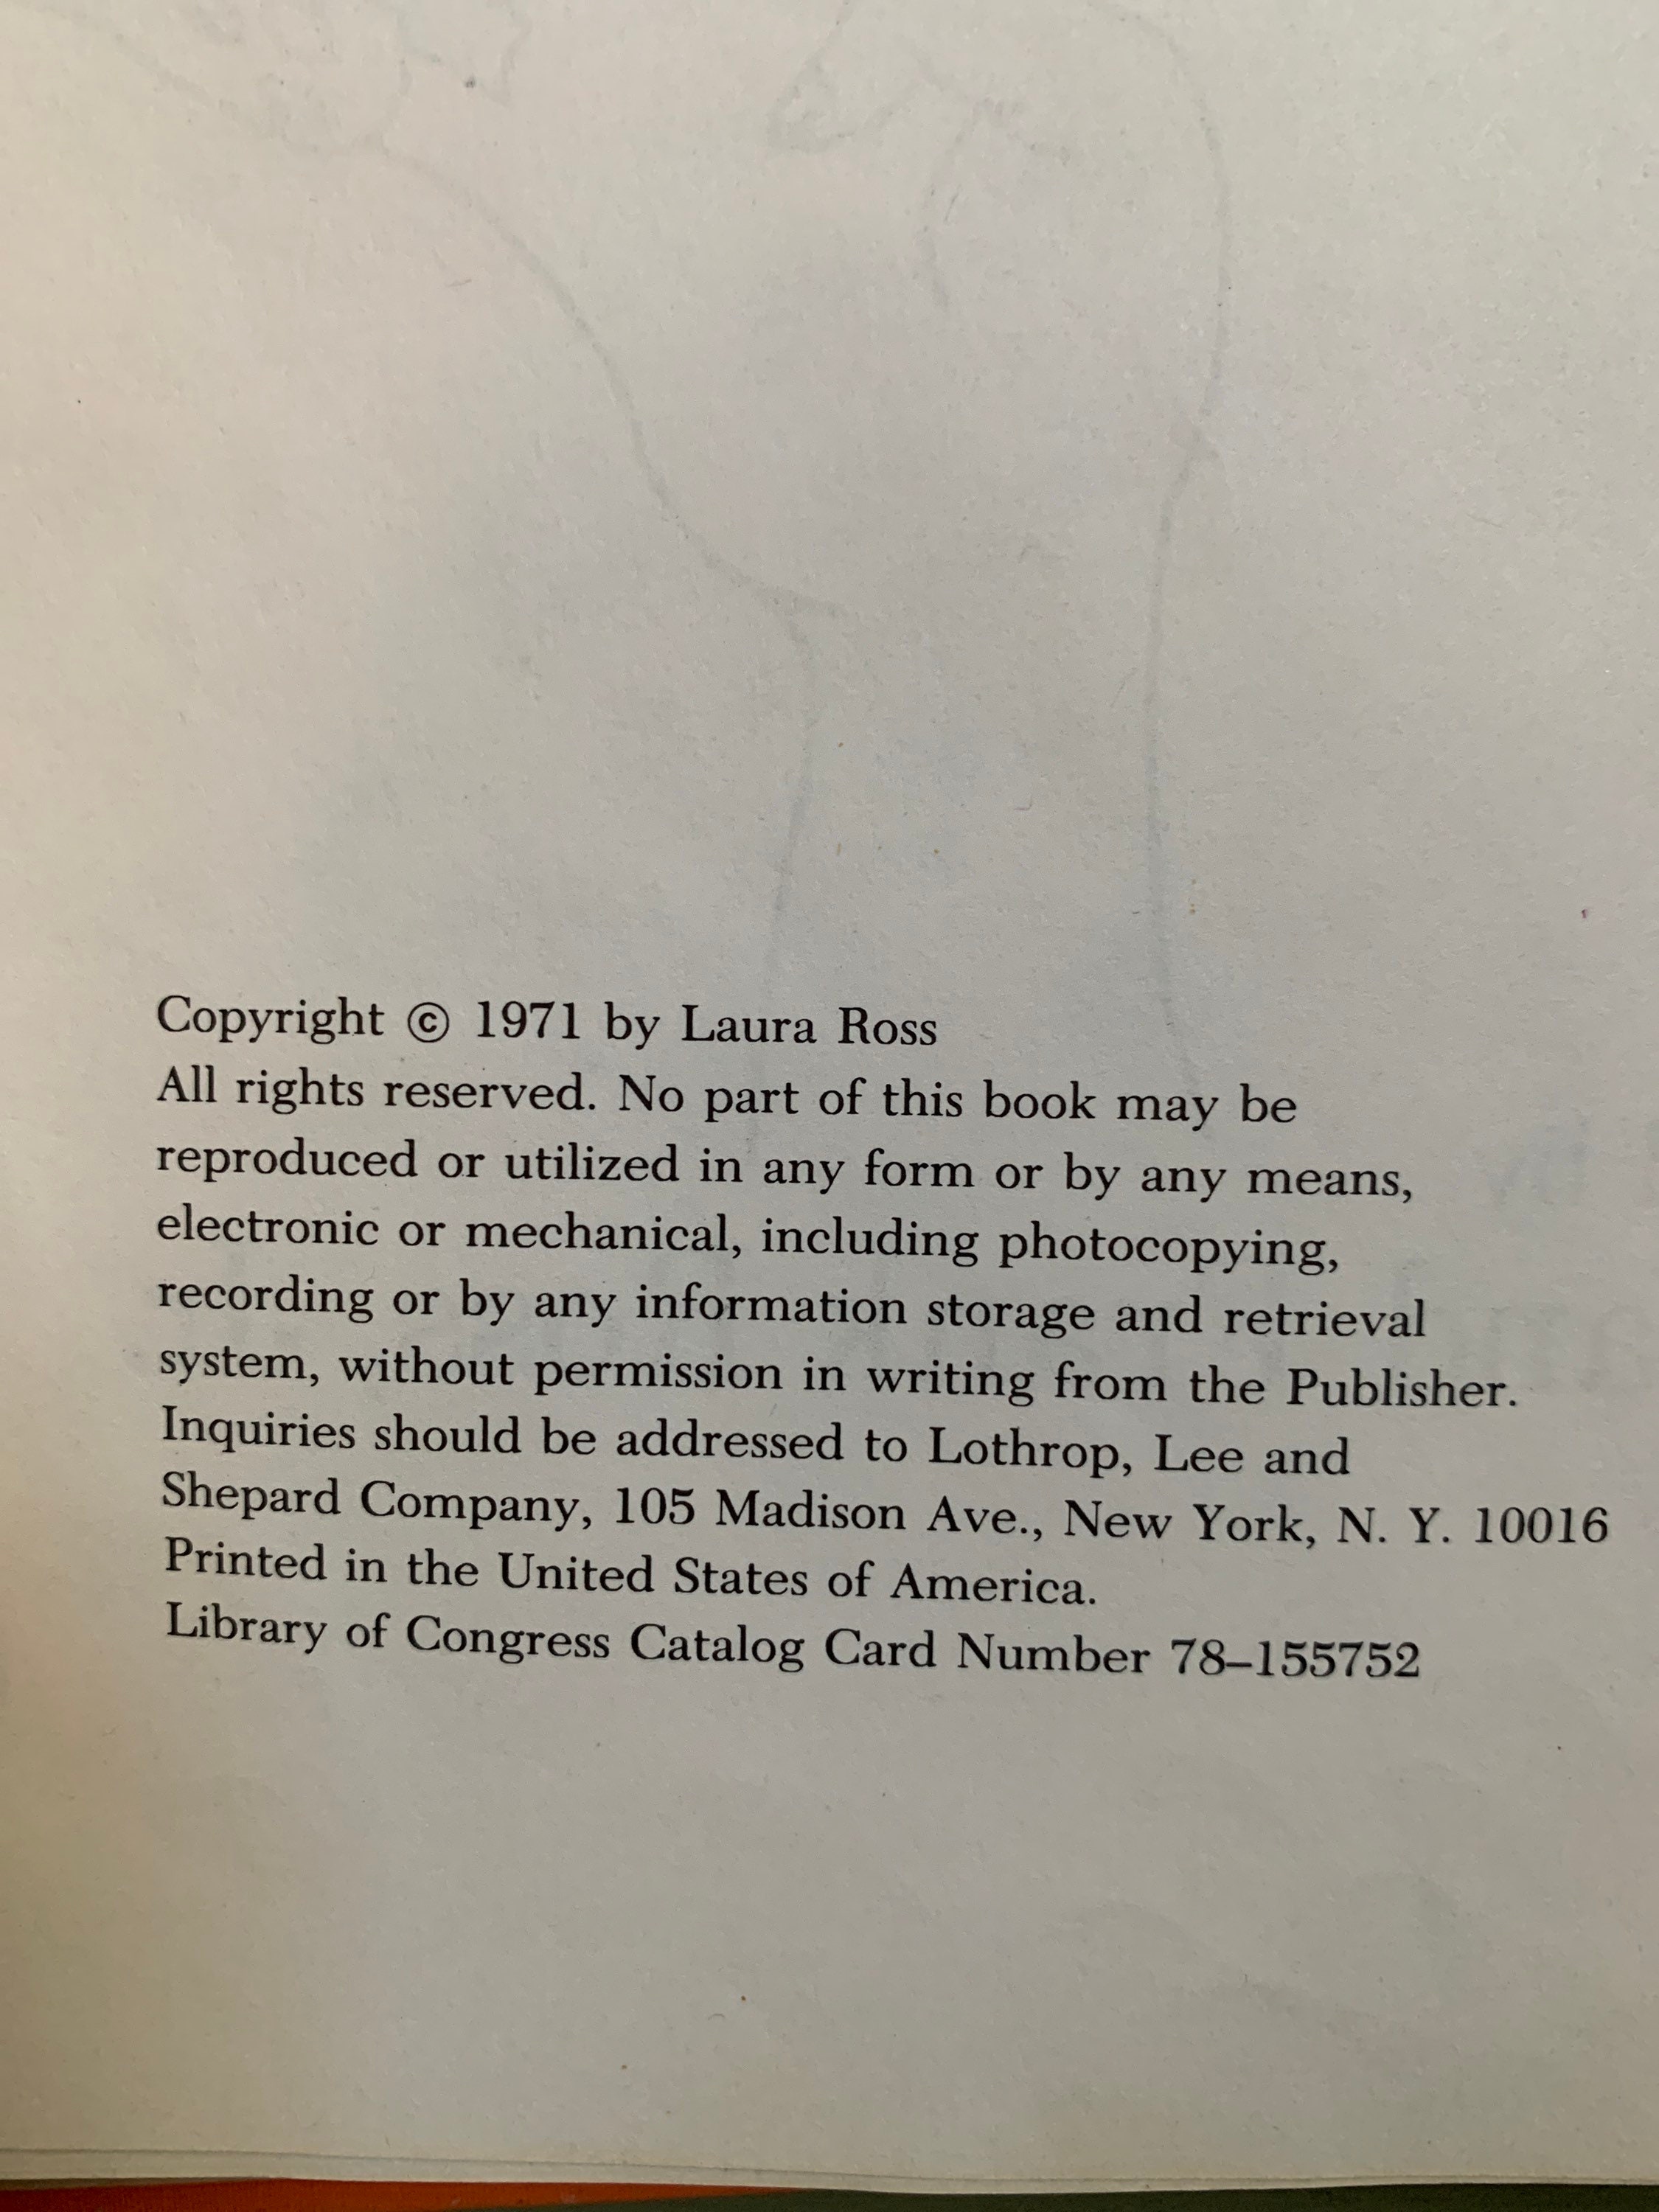 Copyright © 1971 by Laura Ross
All rights reserved. No part of this book may be
reproduced or utilized in any form or by any means,
electronic or mechanical, including photocopying,
recording or by any information storage and retrieval
system, without permission in writing from the Publisher.
Inquiries should be addressed to Lothrop, Lee and
Shepard Company, 105 Madison Ave., New York, N. Y. 10016
Printed in the United States of America.
Library of Congress Catalog Card Number 78–155752